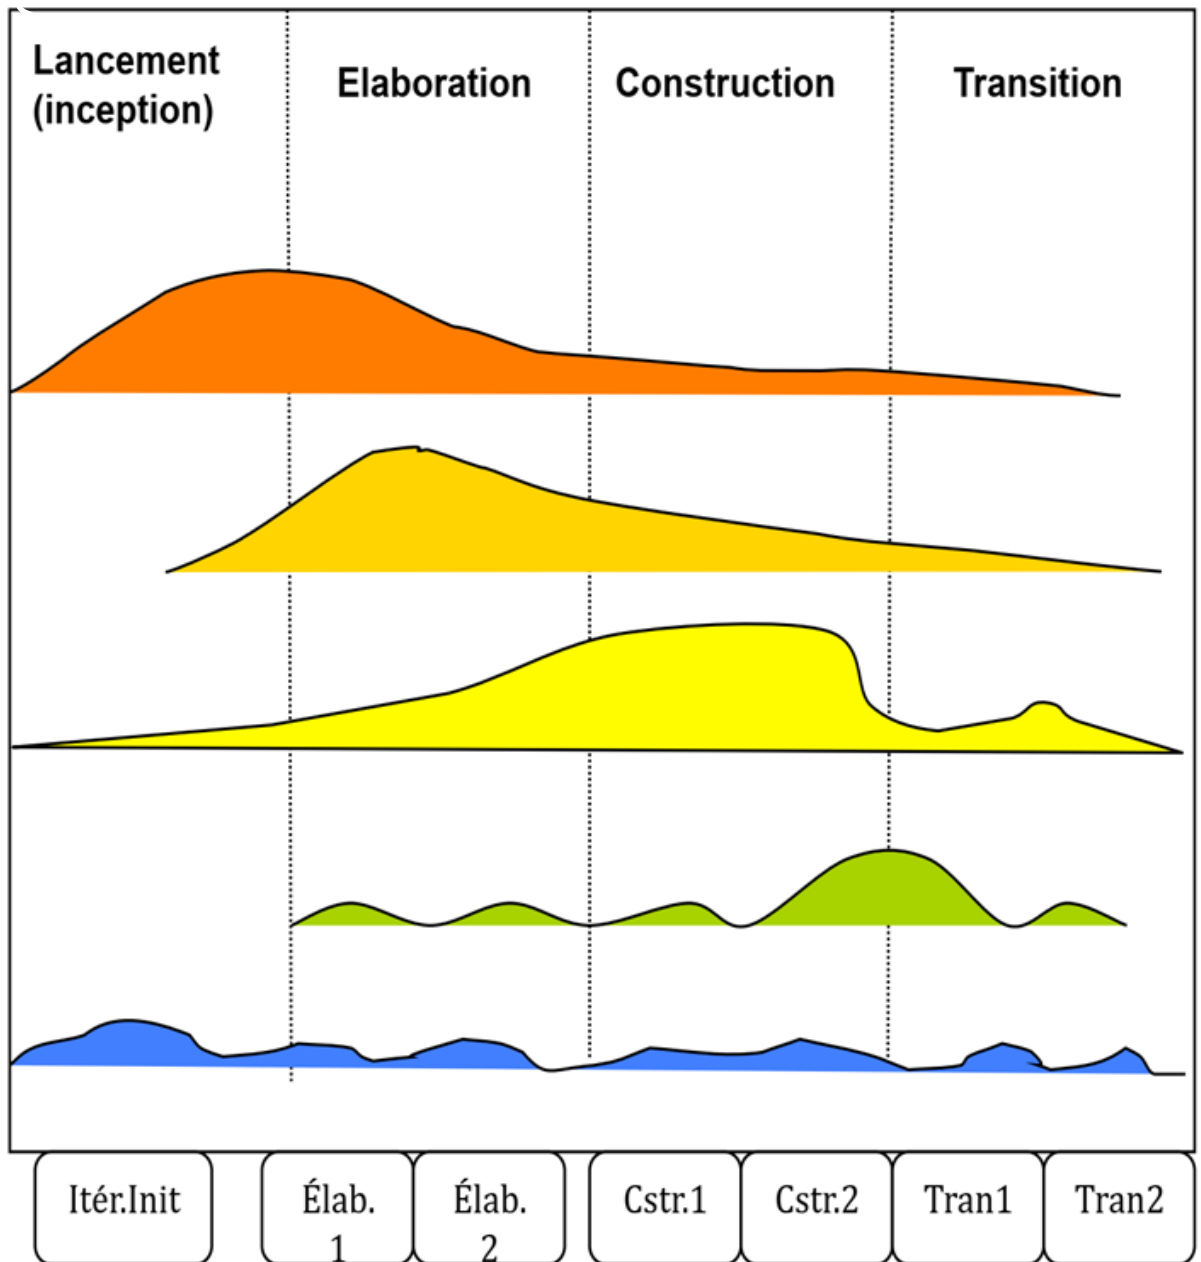 Lancement
(inception)
Elaboration
Construction
Transition
Itér.Init
Élab.
1
Élab.
2
Cstr.1
Cstr.2
Tran1
Tran2